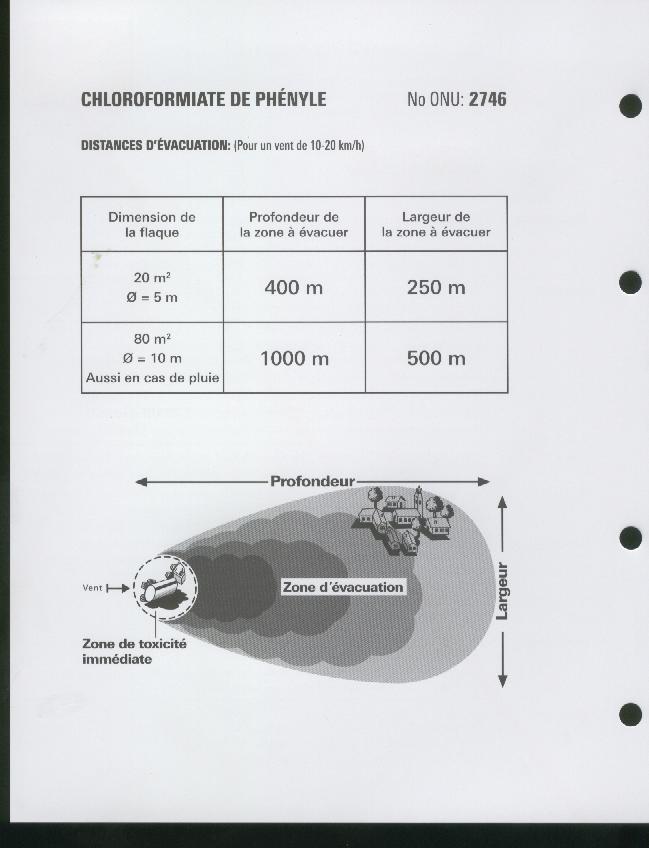 CHLOROFORMIATE DE PHÉNYLE No ONU: 2746
DISTANCES D'ÉVACUATION: (Pour un vent de 10-20 km/h)
Dimension de la flaque
Profondeur de la zone à évacuer
Largeur de la zone à évacuer
20 m²
Ø = 5 m
400 m
250 m
80 m²
Ø = 10 m
Aussi en cas de pluie
1000 m
500 m
Profondeur
Vent
Zone d'évacuation
Largeur
Zone de toxicité
immédiate